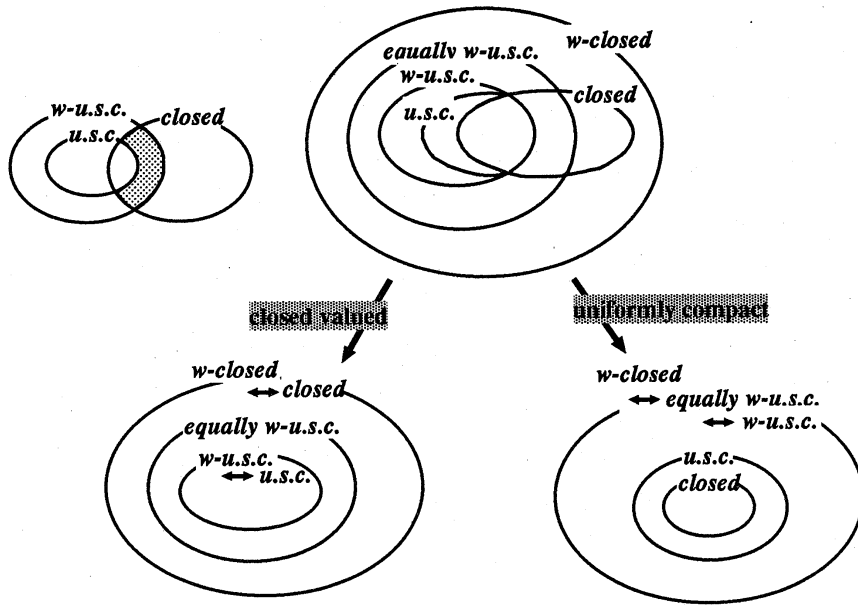 w-u.s.c.
closed
u.s.c.
w-closed
equally w-u.s.c.
w-u.s.c.
closed
u.s.c.
closed valued
uniformly compact
w-closed
closed
equally w-u.s.c.
w-u.s.c.
u.s.c.
w-closed
equally w-u.s.c.
w-u.s.c.
u.s.c.
closed